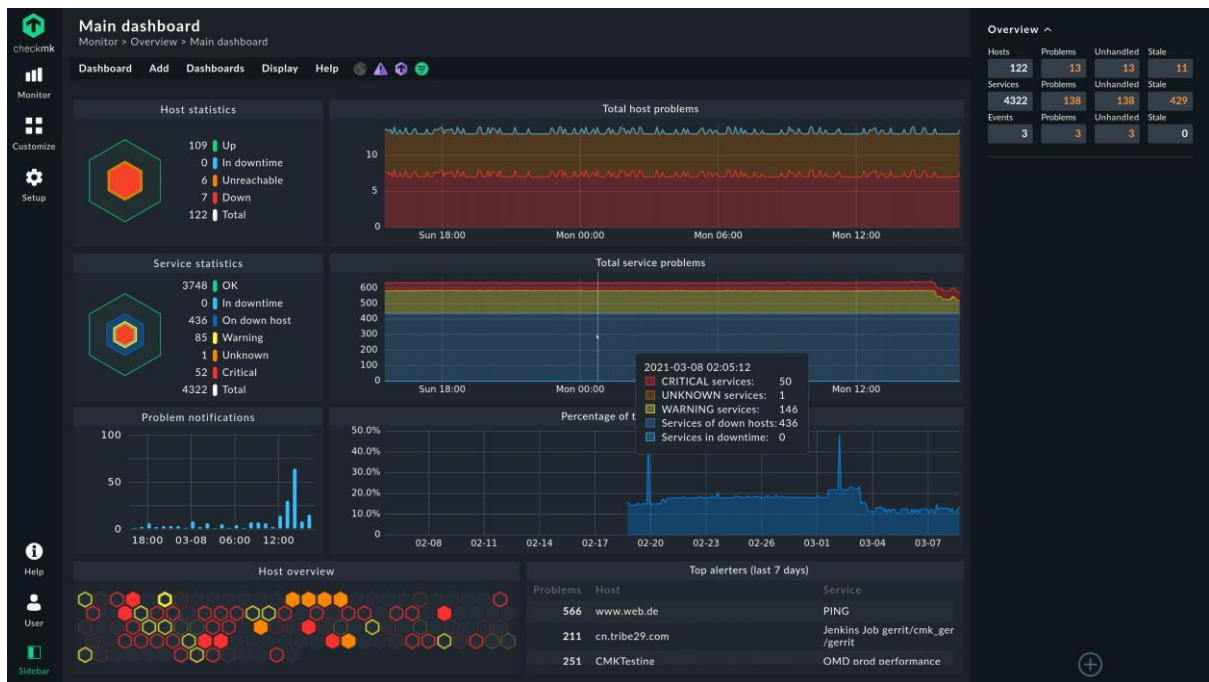 checkmk
Main dashboard
Monitor > Overview > Main dashboard
Dashboard Add Dashboards Display Help
Monitor
Customize
Setup
Help
User
Sidebar
Host statistics
109 Up
0 In downtime
6 Unreachable
7 Down
122 Total
Total host problems
10
5
0
Sun 18:00 Mon 00:00 Mon 06:00 Mon 12:00
Service statistics
3748 OK
0 In downtime
436 On down host
85 Warning
1 Unknown
52 Critical
4322 Total
Total service problems
600
500
400
300
200
100
0
Sun 18:00 Mon 00:00 Mon 12:00
2021-03-08 02:05:12
CRITICAL services: 50
UNKNOWN services: 1
WARNING services: 146
Services of down hosts: 436
Services in downtime: 0
Problem notifications
100
50
0
18:00 03-08 06:00 12:00
Percentage of t
50.0%
40.0%
30.0%
20.0%
10.0%
0
02-08 02-11 02-14 02-17 02-20 02-23 02-26 03-01 03-04 03-07
Host overview
Top alerters (last 7 days)
Problems Host Service
566 www.web.de PING
211 cn.tribe29.com Jenkins Job gerrit/cmk_ger
/gerrit
251 CMKTesting OMD prod performance
Overview
Hosts Problems Unhandled Stale
122 13 13 11
Services Problems Unhandled Stale
4322 138 138 429
Events Problems Unhandled Stale
3 3 3 0